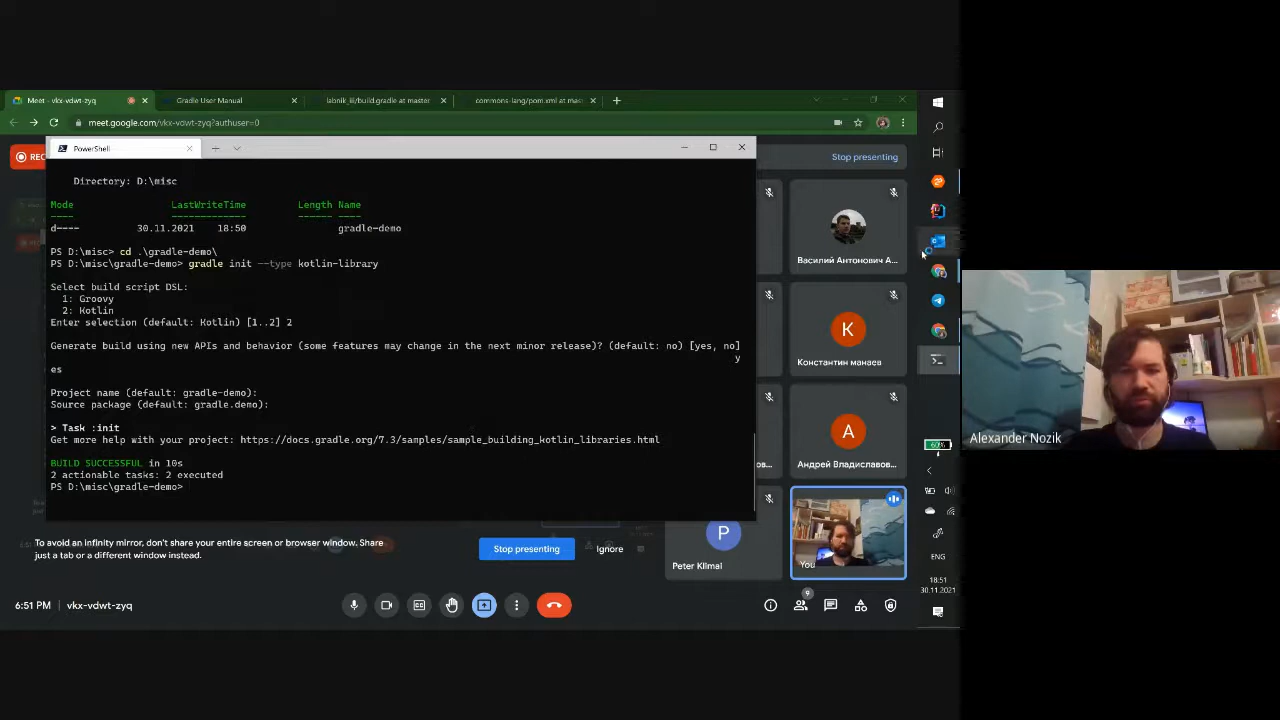 Meet - vkx-vdwt-zyq
Gradle User Manual
labnik_iii/build.gradle at master
commons-lang/pom.xml at mas
meet.google.com/vkx-vdwt-zyq?authuser=0
PowerShell
REC
Stop presenting
Directory: D:\misc
Mode LastWriteTime Length Name
---- ------------- ------ ----
d---- 30.11.2021 18:50 gradle-demo
PS D:\misc> cd .\gradle-demo\
PS D:\misc\gradle-demo> gradle init --type kotlin-library
Select build script DSL:
1: Groovy
2: Kotlin
Enter selection (default: Kotlin) [1..2] 2
Generate build using new APIs and behavior (some features may change in the next minor release)? (default: no) [yes, no]
y
es
Project name (default: gradle-demo):
Source package (default: gradle.demo):
> Task :init
Get more help with your project: https://docs.gradle.org/7.3/samples/sample_building_kotlin_libraries.html
BUILD SUCCESSFUL in 10s
2 actionable tasks: 2 executed
PS D:\misc\gradle-demo>
Василий Антонович А...
К
Константин манаев
А
Андрей Владиславов...
P
Peter Klimai
You
To avoid an infinity mirror, don't share your entire screen or browser window. Share
just a tab or a different window instead.
Stop presenting
Ignore
6:51 PM
vkx-vdwt-zyq
9
60%
ENG
18:51
30.11.2021
Alexander Nozik